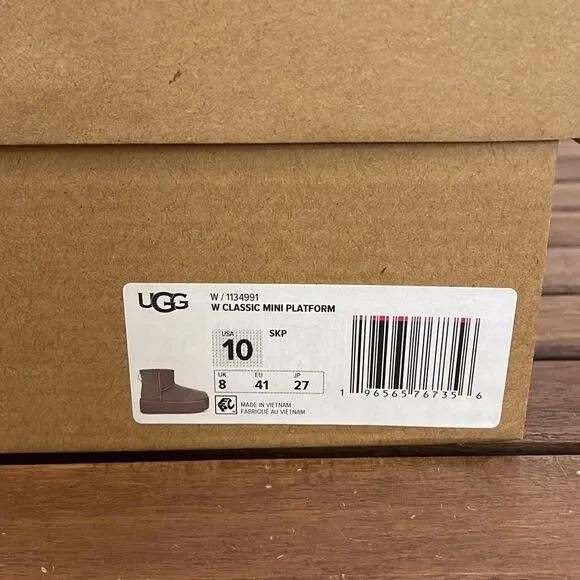 UGG
W / 1134991
W CLASSIC MINI PLATFORM
USA
10
SKP
UK EU JP
8 41 27
MADE IN VIETNAM
FABRIQUÉ AU VIETNAM
1 96565 76735 6